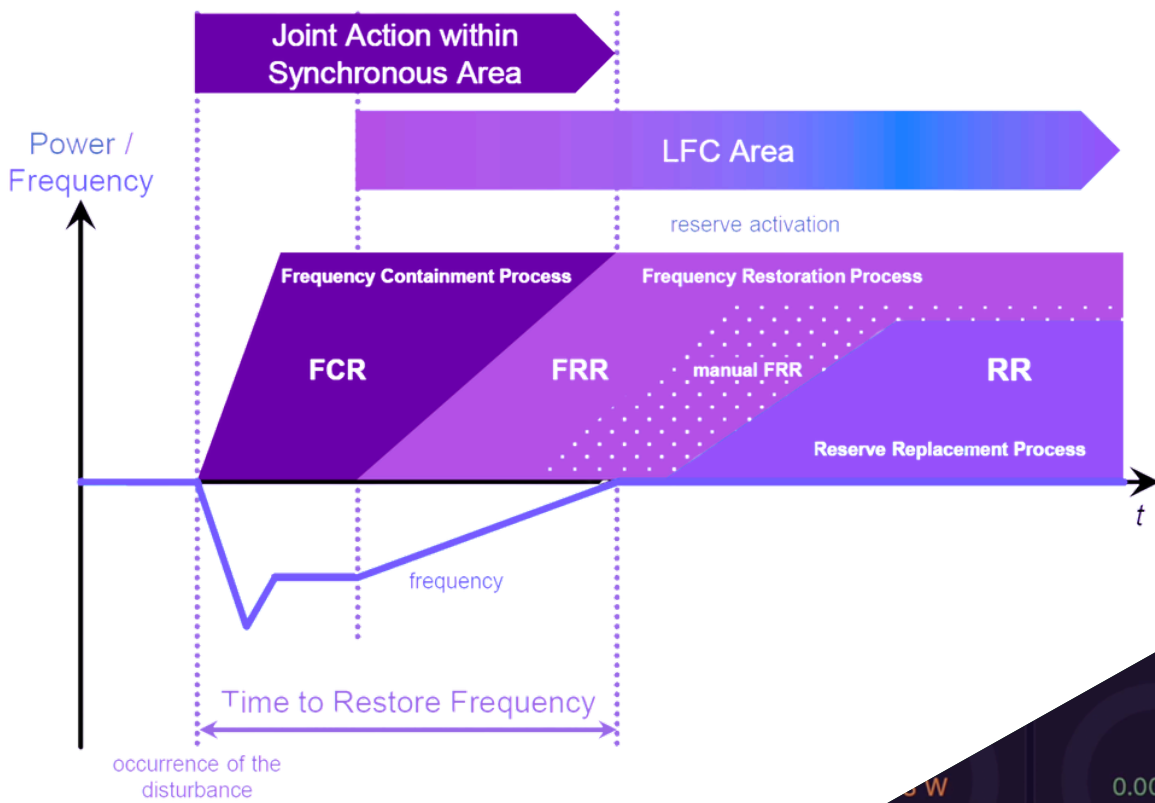 Joint Action within
Synchronous Area
LFC Area
Power /
Frequency
reserve activation
Frequency Containment Process
Frequency Restoration Process
FCR
FRR
manual FRR
RR
Reserve Replacement Process
t
frequency
Time to Restore Frequency
occurrence of the
disturbance
W
0.00